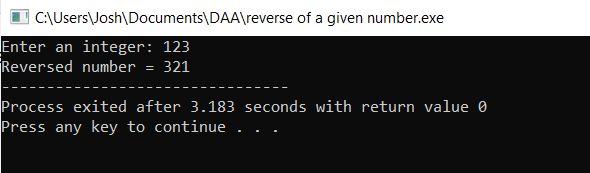 C:\Users\Josh\Documents\DAA\reverse of a given number.exe
Enter an integer: 123
Reversed number = 321
--------------------------------
Process exited after 3.183 seconds with return value 0
Press any key to continue . . .